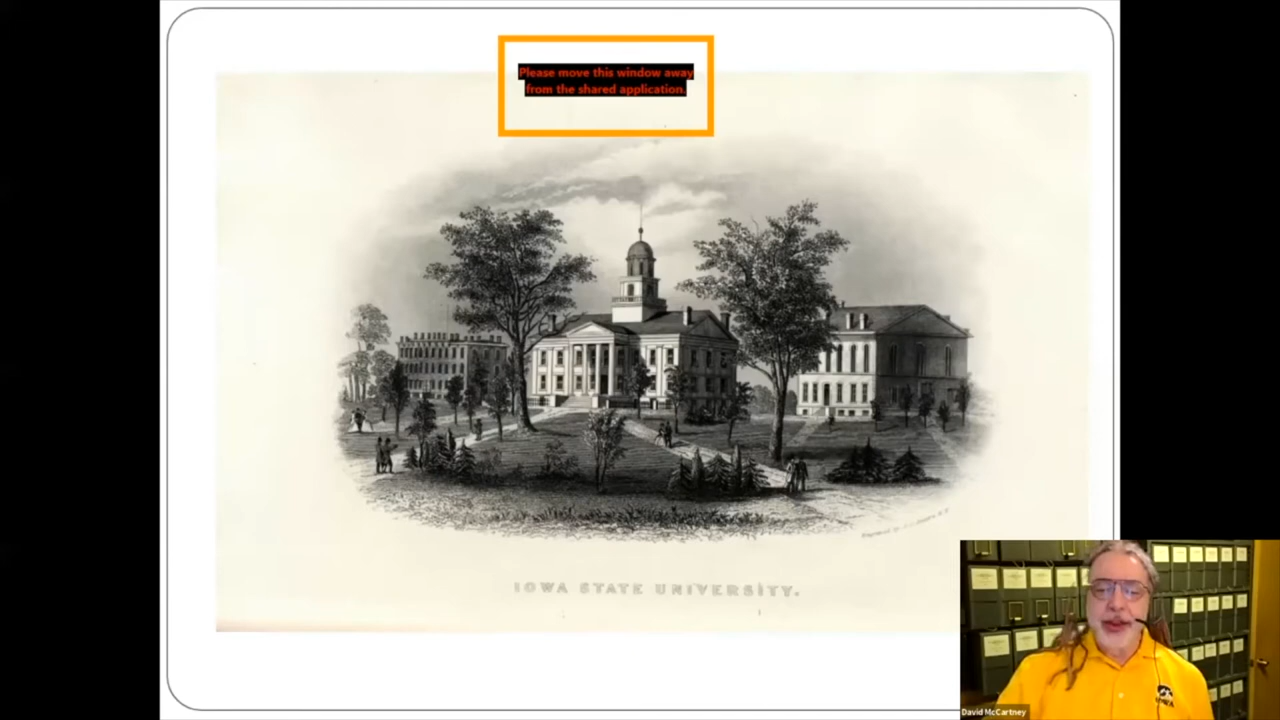 Please move this window away
from the shared application.
IOWA STATE UNIVERSITY.
David McCartney